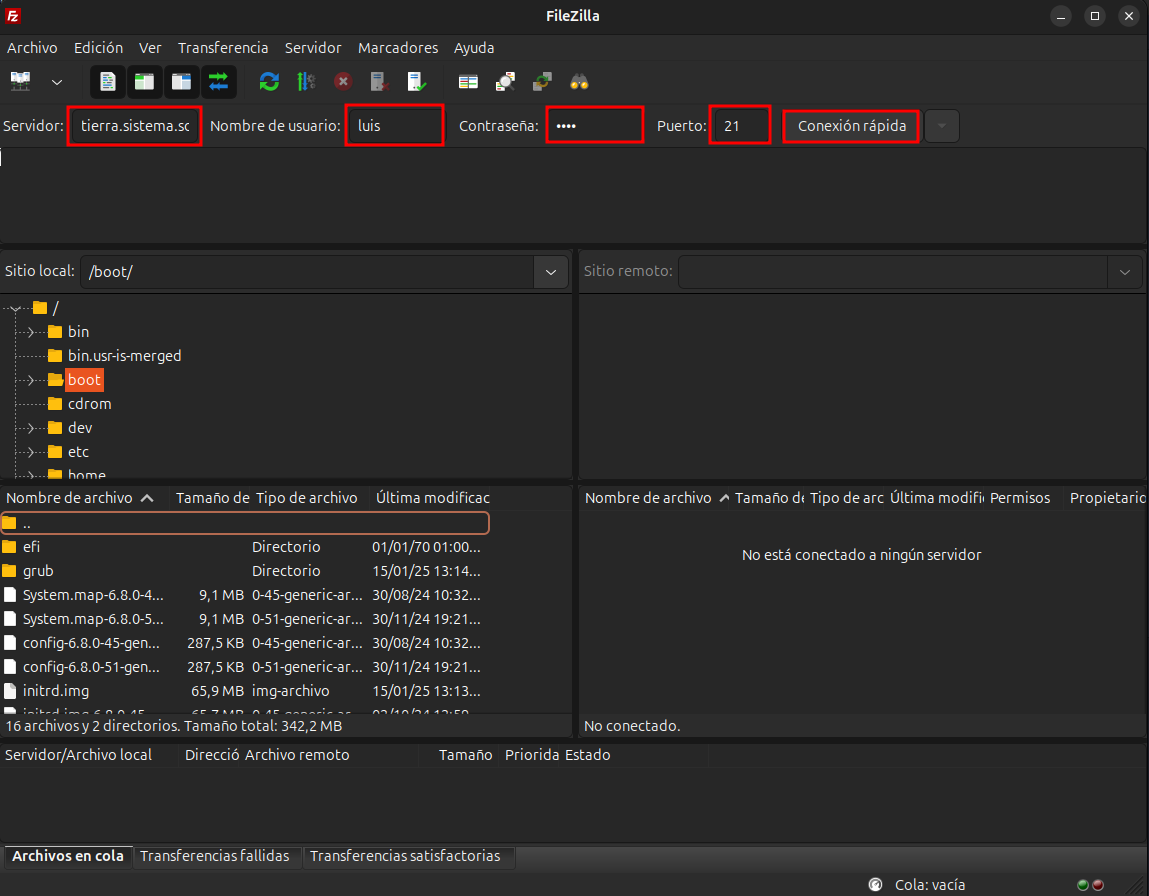 FileZilla
Archivo Edición Ver Transferencia Servidor Marcadores Ayuda
Servidor: tierra.sistema.sc Nombre de usuario: luis Contraseña: •••• Puerto: 21 Conexión rápida
Sitio local: /boot/ Sitio remoto:
/
bin
bin.usr-is-merged
boot
cdrom
dev
etc
home
Nombre de archivo Tamaño de Tipo de archivo Última modificac Nombre de archivo Tamaño de Tipo de arc Última modifi Permisos Propietario
..
efi Directorio 01/01/70 01:00...
No está conectado a ningún servidor
grub Directorio 15/01/25 13:14...
System.map-6.8.0-4... 9,1 MB 0-45-generic-ar... 30/08/24 10:32...
System.map-6.8.0-5... 9,1 MB 0-51-generic-ar... 30/11/24 19:21...
config-6.8.0-45-gen... 287,5 KB 0-45-generic-ar... 30/08/24 10:32...
config-6.8.0-51-gen... 287,5 KB 0-51-generic-ar... 30/11/24 19:21...
initrd.img 65,9 MB img-archivo 15/01/25 13:13...
16 archivos y 2 directorios. Tamaño total: 342,2 MB No conectado.
Servidor/Archivo local Direcció Archivo remoto Tamaño Priorida Estado
Archivos en cola Transferencias fallidas Transferencias satisfactorias
Cola: vacía